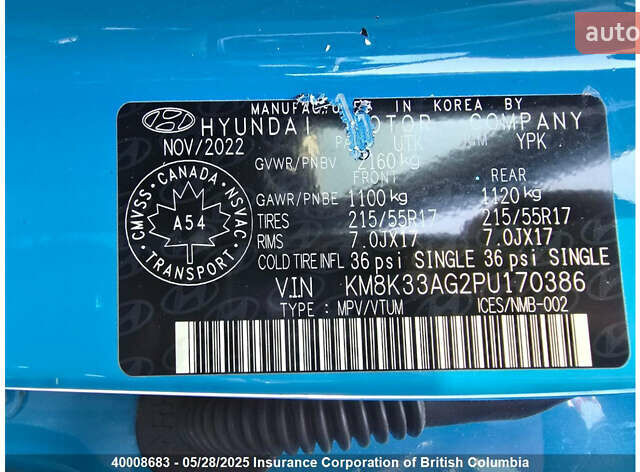 auto
MANUFACTURED IN KOREA BY
HYUNDAI MOTOR COMPANY
NOV/2022 UTK YPK
GVWR/PNBV 2160 kg
FRONT REAR
GAWR/PNBE 1100 kg 1120 kg
TIRES 215/55R17 215/55R17
RIMS 7.0JX17 7.0JX17
COLD TIRE INFL 36 psi SINGLE 36 psi SINGLE
V.I.N KM8K33AG2PU170386
TYPE : MPV/VTUM ICES/NMB-002
CMVSS - CANADA - NSVAC
A54
TRANSPORT
40008683 - 05/28/2025 Insurance Corporation of British Columbia